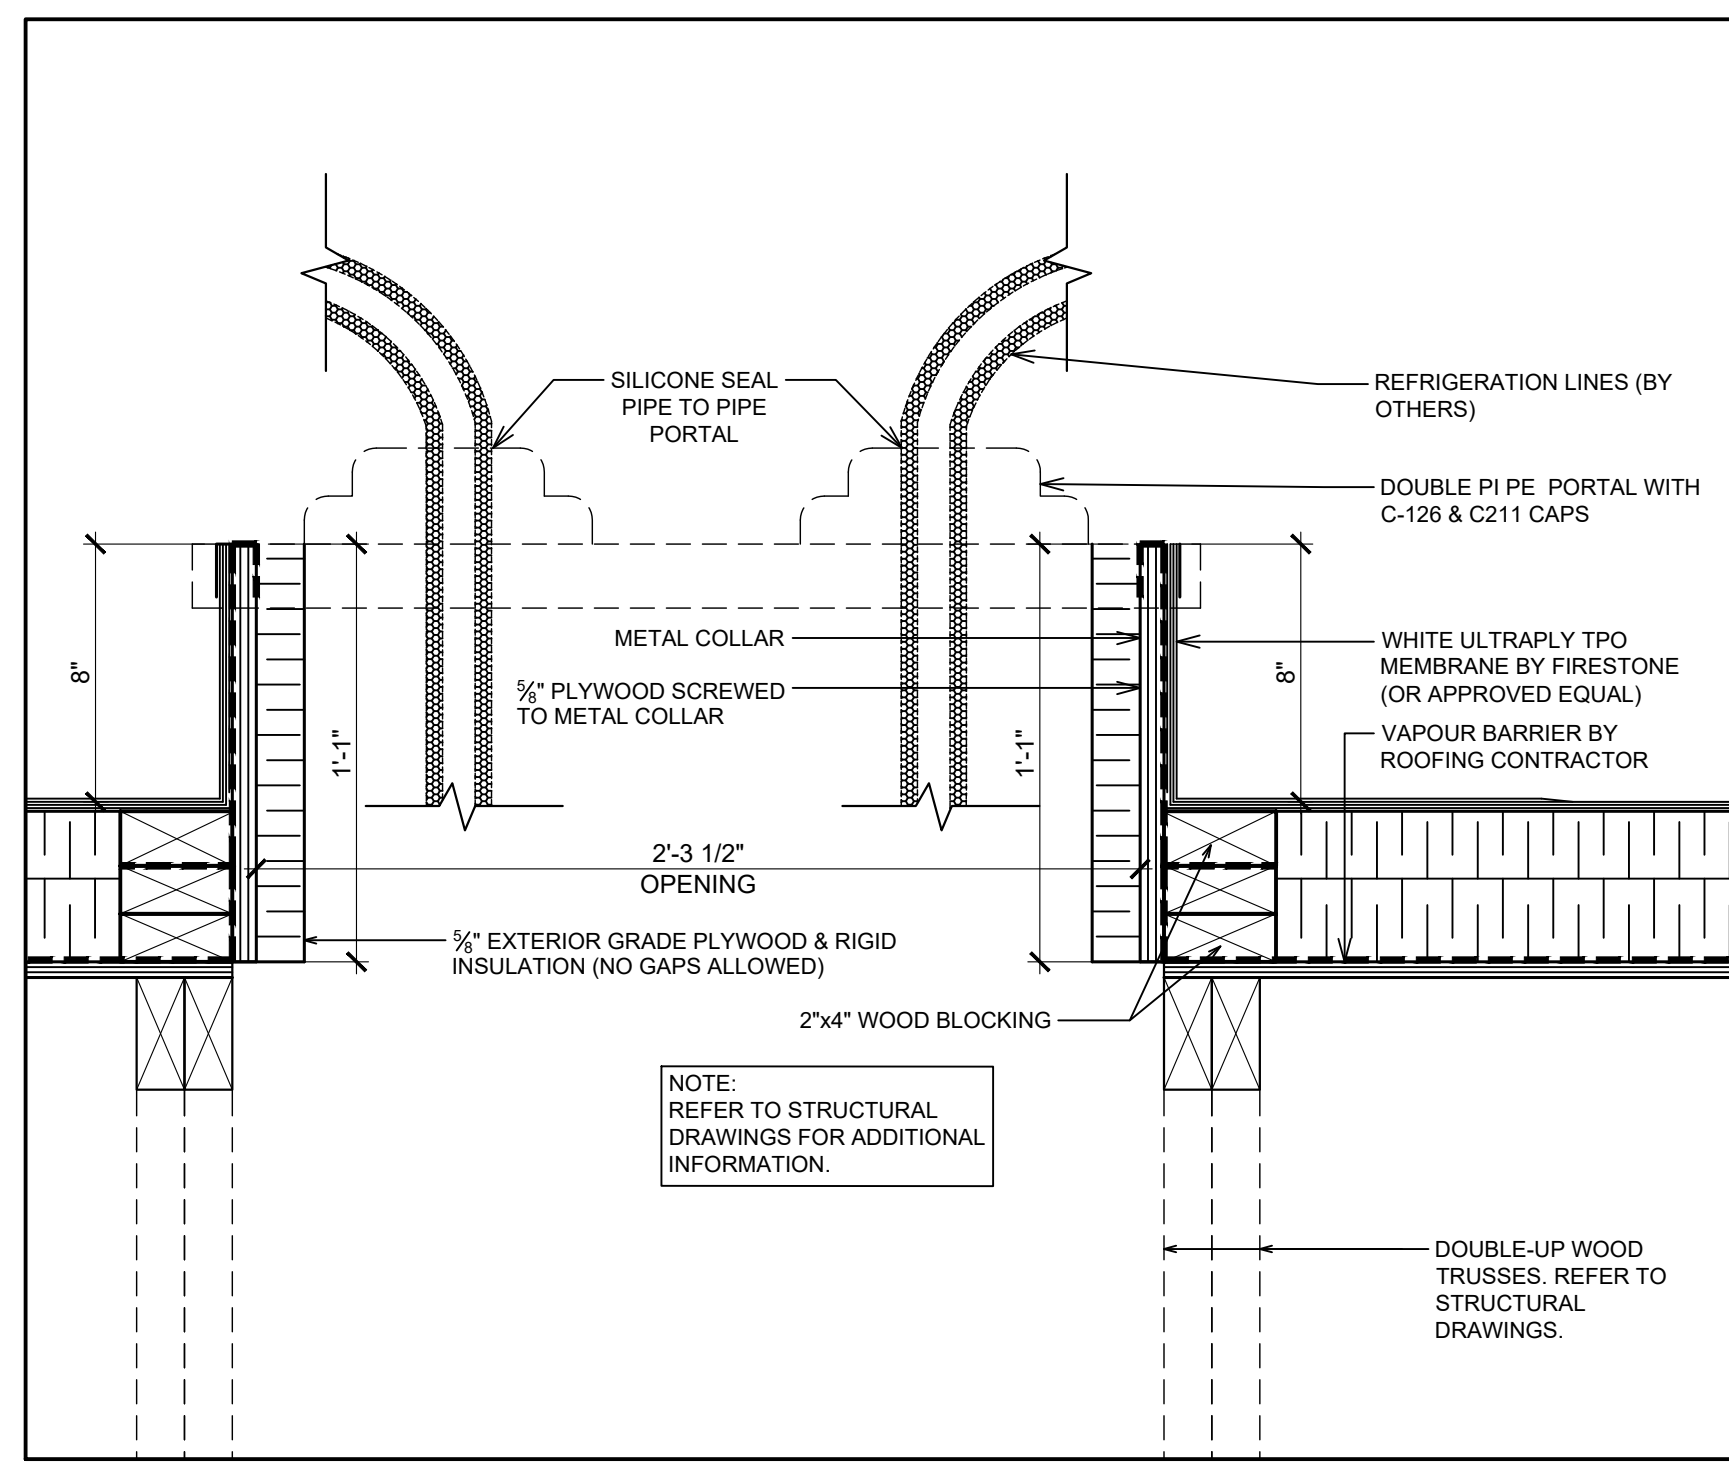 SILICONE SEAL
PIPE TO PIPE
PORTAL
REFRIGERATION LINES (BY
OTHERS)
DOUBLE PI PE  PORTAL WITH
C-126 & C211 CAPS
8"
1'-1"
METAL COLLAR
⅝" PLYWOOD SCREWED
TO METAL COLLAR
1'-1"
8"
WHITE ULTRAPLY TPO
MEMBRANE BY FIRESTONE
(OR APPROVED EQUAL)
VAPOUR BARRIER BY
ROOFING CONTRACTOR
2'-3 1/2"
OPENING
⅝" EXTERIOR GRADE PLYWOOD & RIGID
INSULATION (NO GAPS ALLOWED)
2"x4" WOOD BLOCKING
NOTE:
REFER TO STRUCTURAL
DRAWINGS FOR ADDITIONAL
INFORMATION.
DOUBLE-UP WOOD
TRUSSES. REFER TO
STRUCTURAL
DRAWINGS.